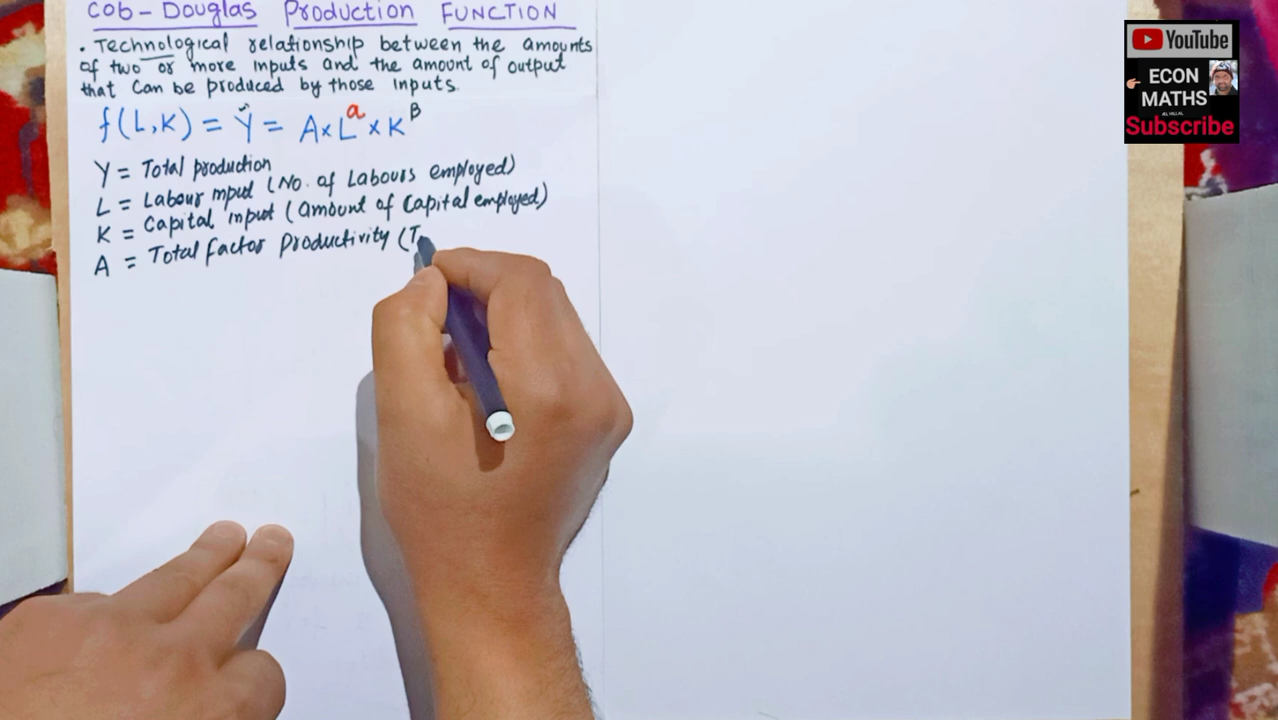 Cob-Douglas Production FUNCTION
• Technological relationship between the amounts
of two or more inputs and the amount of output
that can be produced by those inputs.
f(L,K) = Y = A×L^a×K^β
Y = Total production
L = Labour input (No. of Labours employed)
K = Capital input (amount of capital employed)
A = Total factor productivity (T
YouTube
ECON
MATHS
AL HILLAL
Subscribe